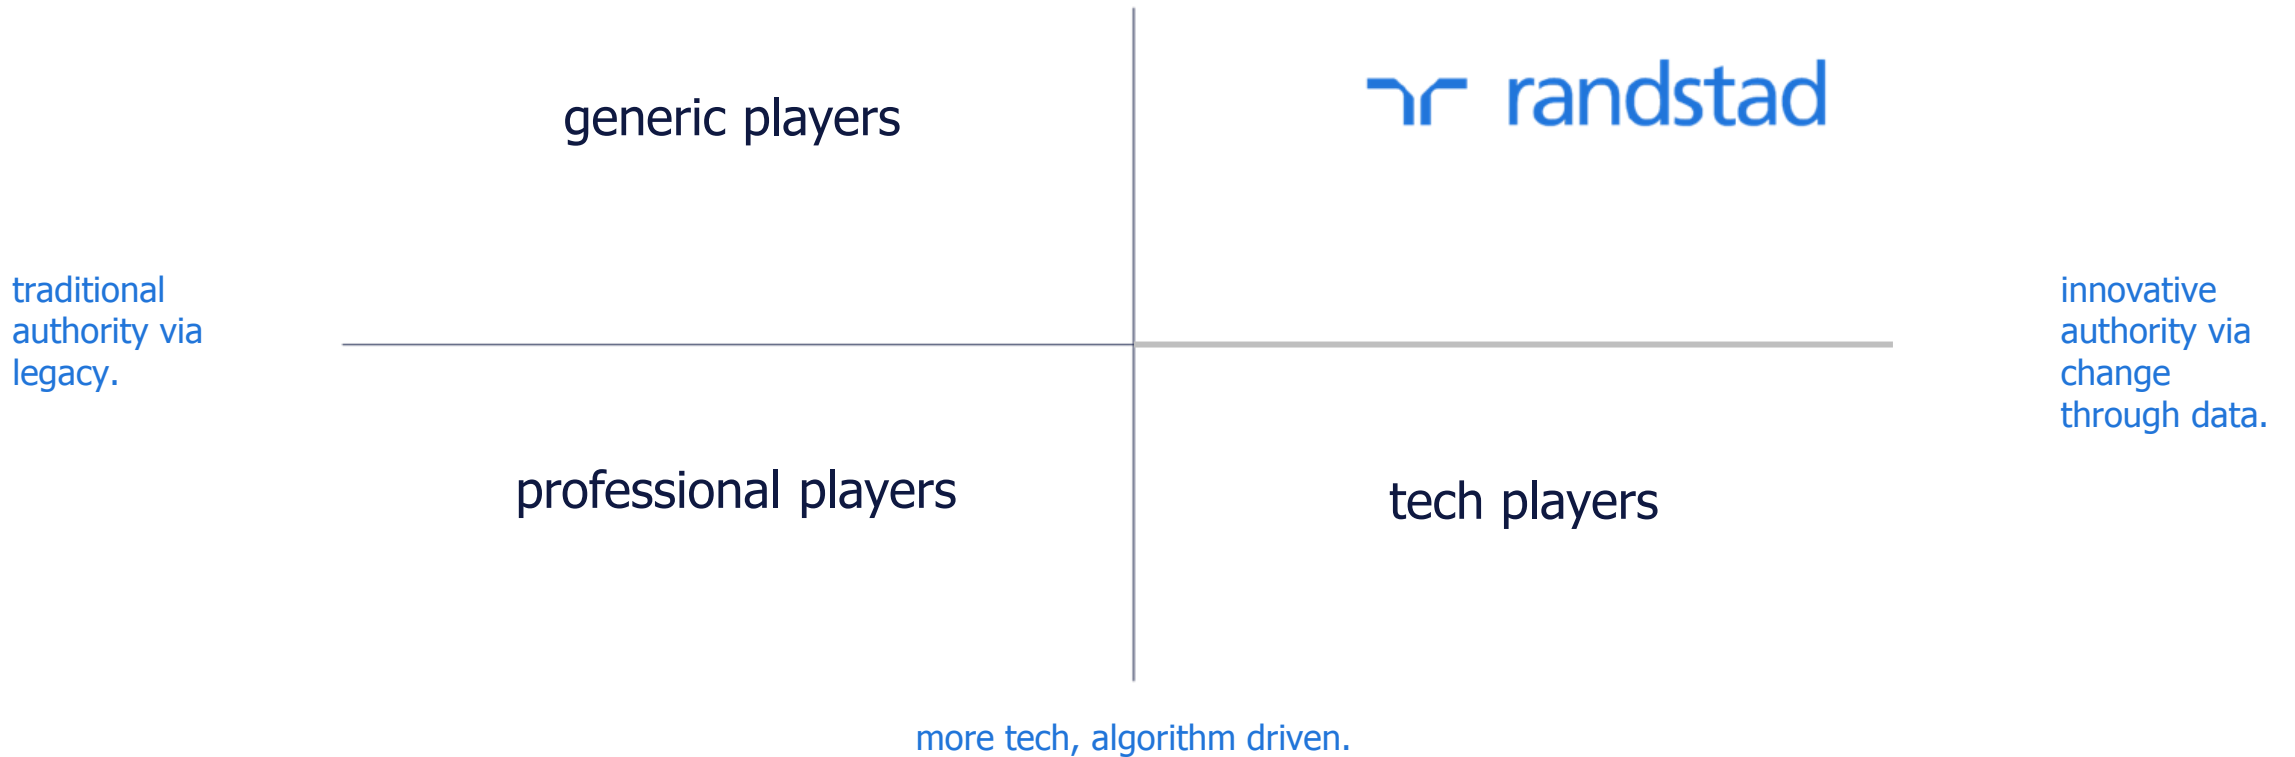 generic players
randstad
traditional
authority via
legacy.
innovative
authority via
change
through data.
professional players
tech players
more tech, algorithm driven.